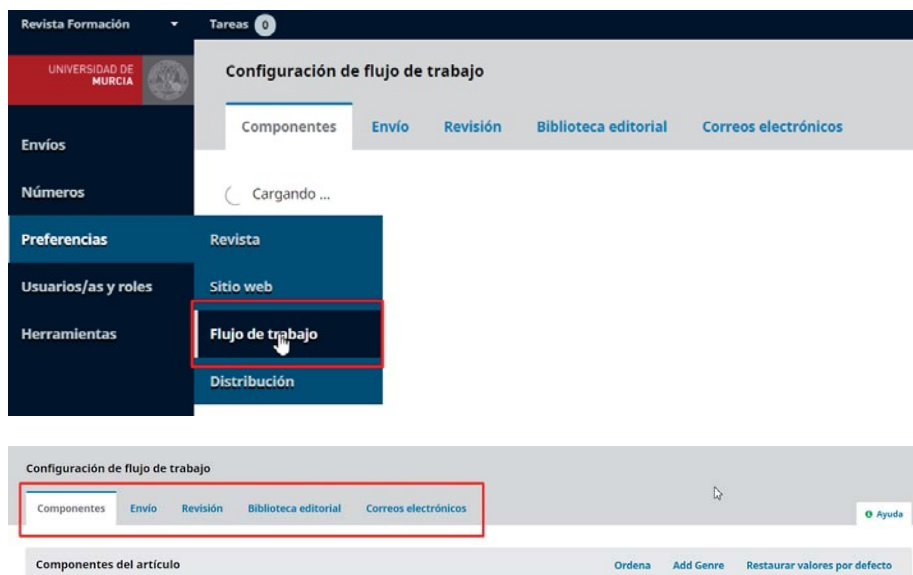 Revista Formación Tareas 0
UNIVERSIDAD DE
MURCIA
Configuración de flujo de trabajo
Componentes Envío Revisión Biblioteca editorial Correos electrónicos
Envíos
Números
Cargando ...
Preferencias
Revista
Usuarios/as y roles
Sitio web
Herramientas
Flujo de trabajo
Distribución
Configuración de flujo de trabajo
Componentes Envío Revisión Biblioteca editorial Correos electrónicos
Ayuda
Componentes del artículo Ordena Add Genre Restaurar valores por defecto